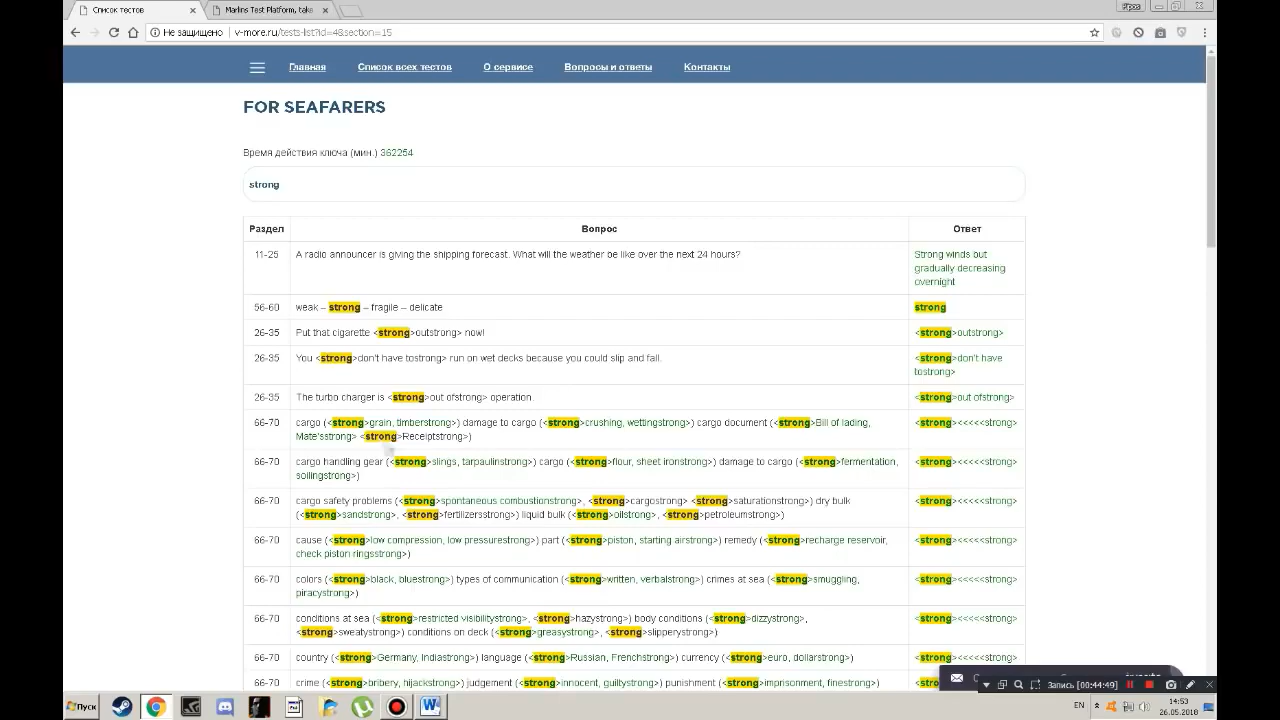 Список тестов
Marlins Test Platform, take
Не защищено
v-more.ru/tests-list?id=4&section=15
Главная
Список всех тестов
О сервисе
Вопросы и ответы
Контакты
FOR SEAFARERS
Время действия ключа (мин.) 362254
strong
Раздел
Вопрос
Ответ
11-25
A radio announcer is giving the shipping forecast. What will the weather be like over the next 24 hours?
Strong winds but
gradually decreasing
overnight
56-60
weak – strong – fragile – delicate
strong
26-35
Put that cigarette <strong>outstrong> now!
<strong>outstrong>
26-35
You <strong>don't have tostrong> run on wet decks because you could slip and fall.
<strong>don't have
tostrong>
26-35
The turbo charger is <strong>out ofstrong> operation.
<strong>out ofstrong>
66-70
cargo (<strong>grain, timberstrong>) damage to cargo (<strong>crushing, wettingstrong>) cargo document (<strong>Bill of lading,
Mate'sstrong> <strong>Receiptstrong>)
<strong><<<<<strong>
66-70
cargo handling gear (<strong>slings, tarpaulinstrong>) cargo (<strong>flour, sheet ironstrong>) damage to cargo (<strong>fermentation,
soilingstrong>)
<strong><<<<<strong>
66-70
cargo safety problems (<strong>spontaneous combustionstrong>, <strong>cargostrong> <strong>saturationstrong>) dry bulk
(<strong>sandstrong>, <strong>fertilizersstrong>) liquid bulk (<strong>oilstrong>, <strong>petroleumstrong>)
<strong><<<<<strong>
66-70
cause (<strong>low compression, low pressurestrong>) part (<strong>piston, starting airstrong>) remedy (<strong>recharge reservoir,
check piston ringsstrong>)
<strong><<<<<strong>
66-70
colors (<strong>black, bluestrong>) types of communication (<strong>written, verbalstrong>) crimes at sea (<strong>smuggling,
piracystrong>)
<strong><<<<<strong>
66-70
conditions at sea (<strong>restricted visibilitystrong>, <strong>hazystrong>) body conditions (<strong>dizzystrong>,
<strong>sweatystrong>) conditions on deck (<strong>greasystrong>, <strong>slipperystrong>)
<strong><<<<<strong>
66-70
country (<strong>Germany, Indiastrong>) language (<strong>Russian, Frenchstrong>) currency (<strong>euro, dollarstrong>)
<strong><<<<<strong>
66-70
crime (<strong>bribery, hijackstrong>) judgement (<strong>innocent, guiltystrong>) punishment (<strong>imprisonment, finestrong>)
Запись [00:44:49]
Пуск
EN
14:53
26.05.2018